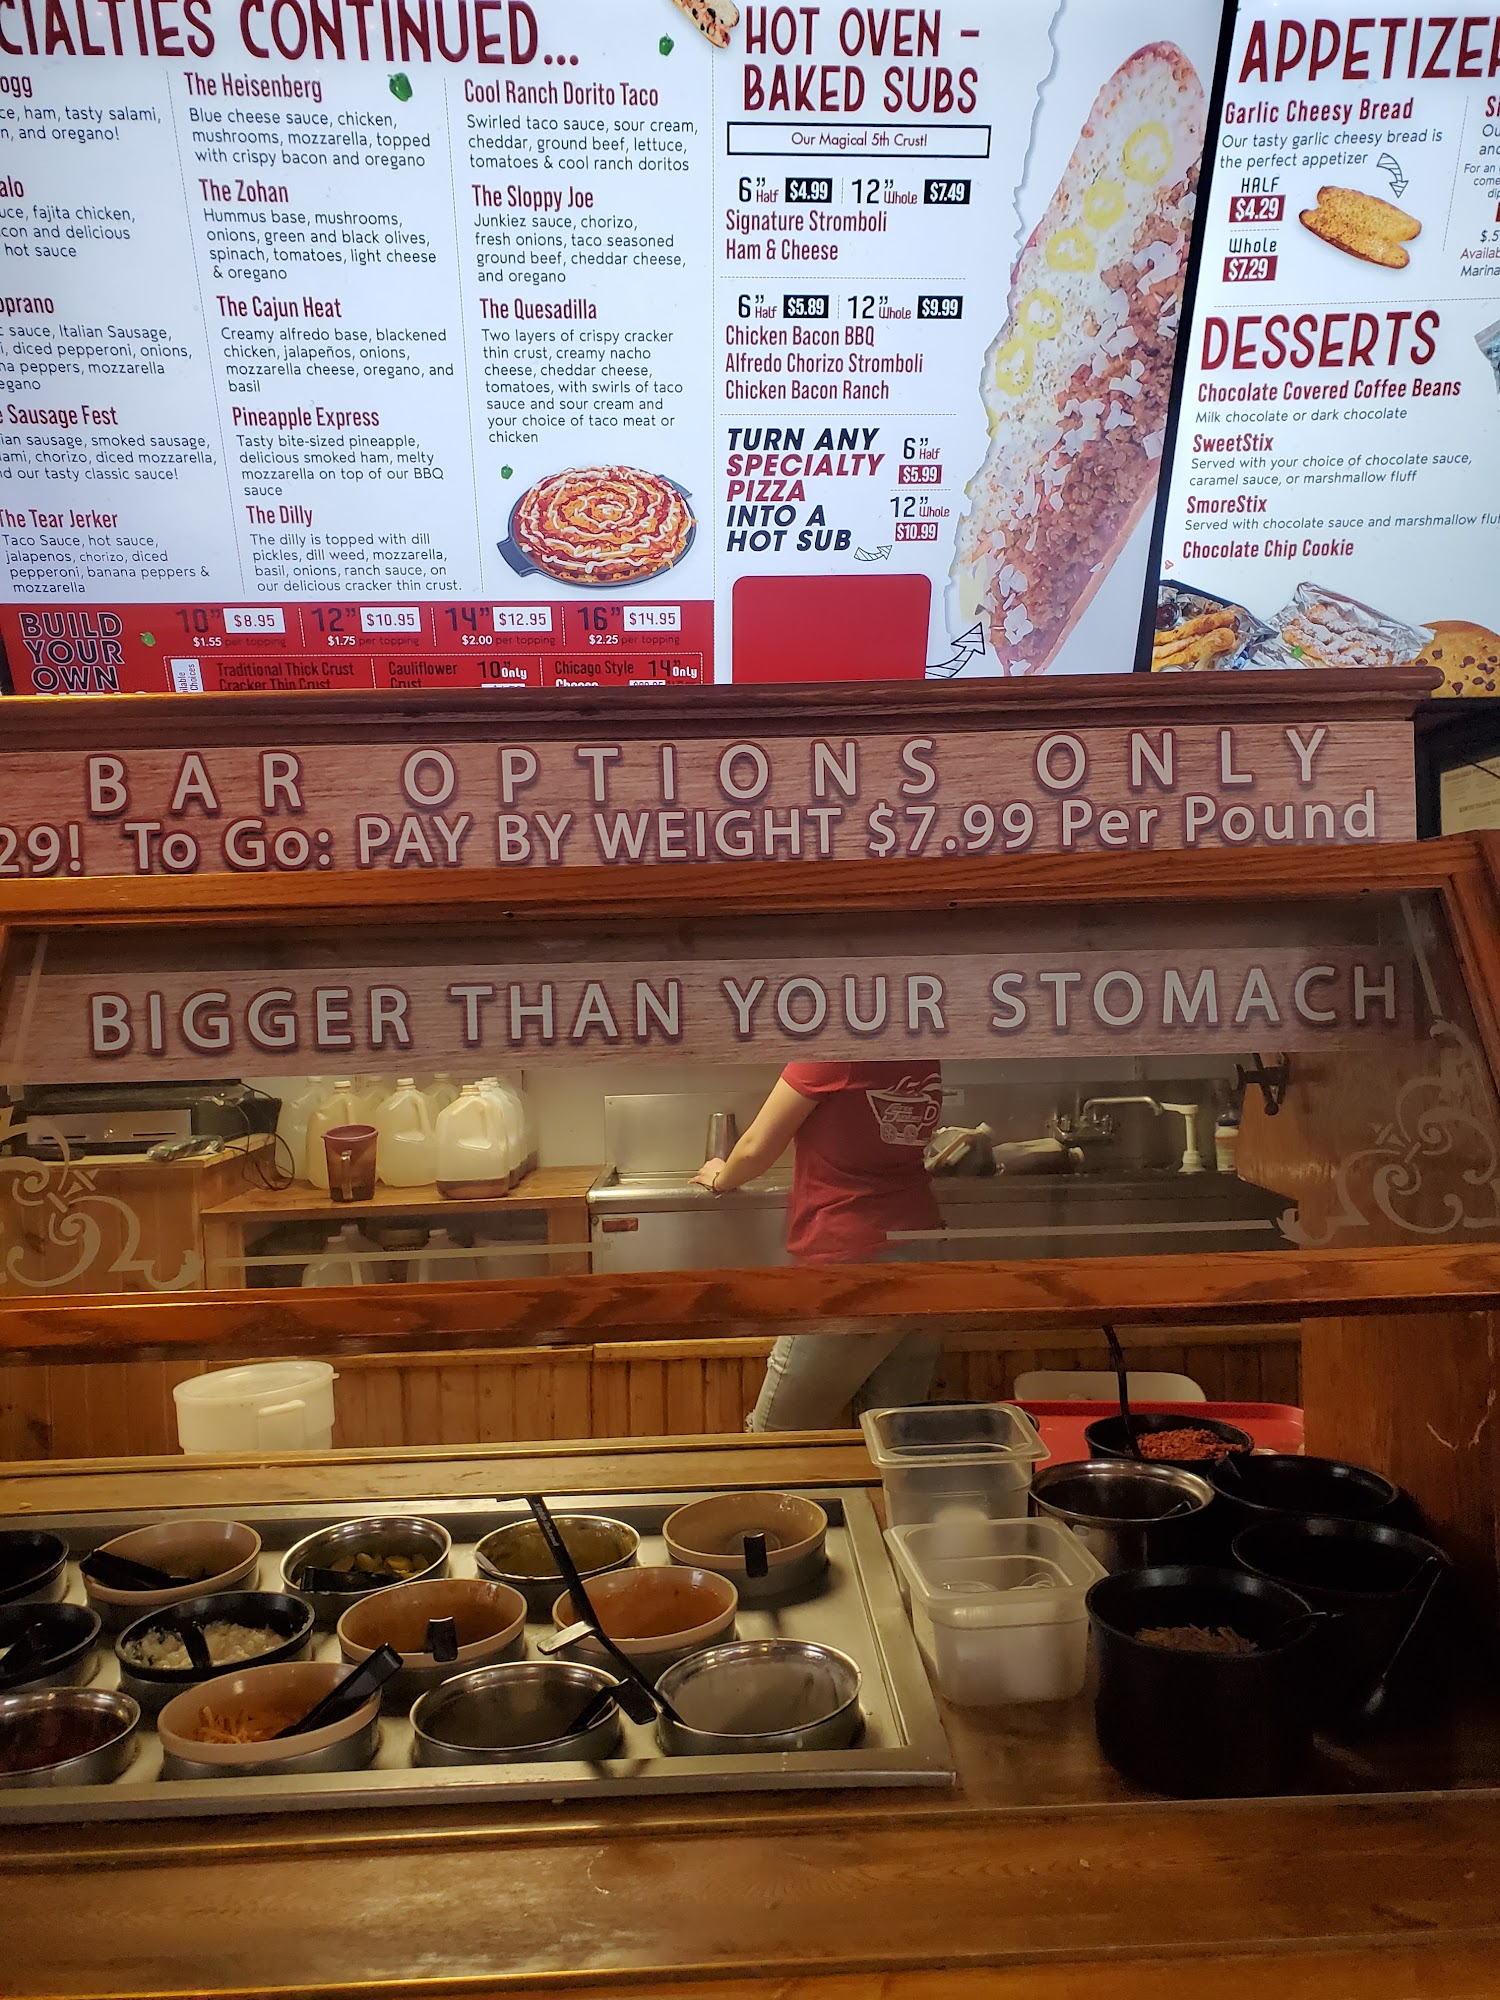 CIALTIES CONTINUED...
ogg
ce, ham, tasty salami,
n, and oregano!
alo
uce, fajita chicken,
con and delicious
hot sauce
oprano
sauce, Italian Sausage,
i, diced pepperoni, onions,
na peppers, mozzarella
egano
e Sausage Fest
ian sausage, smoked sausage,
ami, chorizo, diced mozzarella,
nd our tasty classic sauce!
The Tear Jerker
Taco Sauce, hot sauce,
jalapenos, chorizo, diced
pepperoni, banana peppers &
mozzarella
The Heisenberg
Blue cheese sauce, chicken,
mushrooms, mozzarella, topped
with crispy bacon and oregano
The Zohan
Hummus base, mushrooms,
onions, green and black olives,
spinach, tomatoes, light cheese
& oregano
The Cajun Heat
Creamy alfredo base, blackened
chicken, jalapeños, onions,
mozzarella cheese, oregano, and
basil
Pineapple Express
Tasty bite-sized pineapple,
delicious smoked ham, melty
mozzarella on top of our BBQ
sauce
The Dilly
The dilly is topped with dill
pickles, dill weed, mozzarella,
basil, onions, ranch sauce, on
our delicious cracker thin crust.
Cool Ranch Dorito Taco
Swirled taco sauce, sour cream,
cheddar, ground beef, lettuce,
tomatoes & cool ranch doritos
The Sloppy Joe
Junkiez sauce, chorizo,
fresh onions, taco seasoned
ground beef, cheddar cheese,
and oregano
The Quesadilla
Two layers of crispy cracker
thin crust, creamy nacho
cheese, cheddar cheese,
tomatoes, with swirls of taco
sauce and sour cream and
your choice of taco meat or
chicken
BUILD
YOUR
OWN
10" $8.95
$1.55 per topping
12" $10.95
$1.75 per topping
14" $12.95
$2.00 per topping
16" $14.95
$2.25 per topping
Traditional Thick Crust
Cracker Thin Crust
Cauliflower
Crust
10"Only
Chicago Style
Cheese
14"Only
HOT OVEN -
BAKED SUBS
Our Magical 5th Crust!
6" Half $4.99 12" Whole $7.49
Signature Stromboli
Ham & Cheese
6" Half $5.89 12" Whole $9.99
Chicken Bacon BBQ
Alfredo Chorizo Stromboli
Chicken Bacon Ranch
TURN ANY
SPECIALTY
PIZZA
INTO A
HOT SUB
6" Half
$5.99
12" Whole
$10.99
APPETIZE
Garlic Cheesy Bread
Our tasty garlic cheesy bread is
the perfect appetizer
HALF
$4.29
Whole
$7.29
For an
come
$.5
Availab
Marina
DESSERTS
Chocolate Covered Coffee Beans
Milk chocolate or dark chocolate
SweetStix
Served with your choice of chocolate sauce,
caramel sauce, or marshmallow fluff
SmoreStix
Served with chocolate sauce and marshmallow fluf
Chocolate Chip Cookie
BAR OPTIONS ONLY
29! To Go: PAY BY WEIGHT $7.99 Per Pound
BIGGER THAN YOUR STOMACH